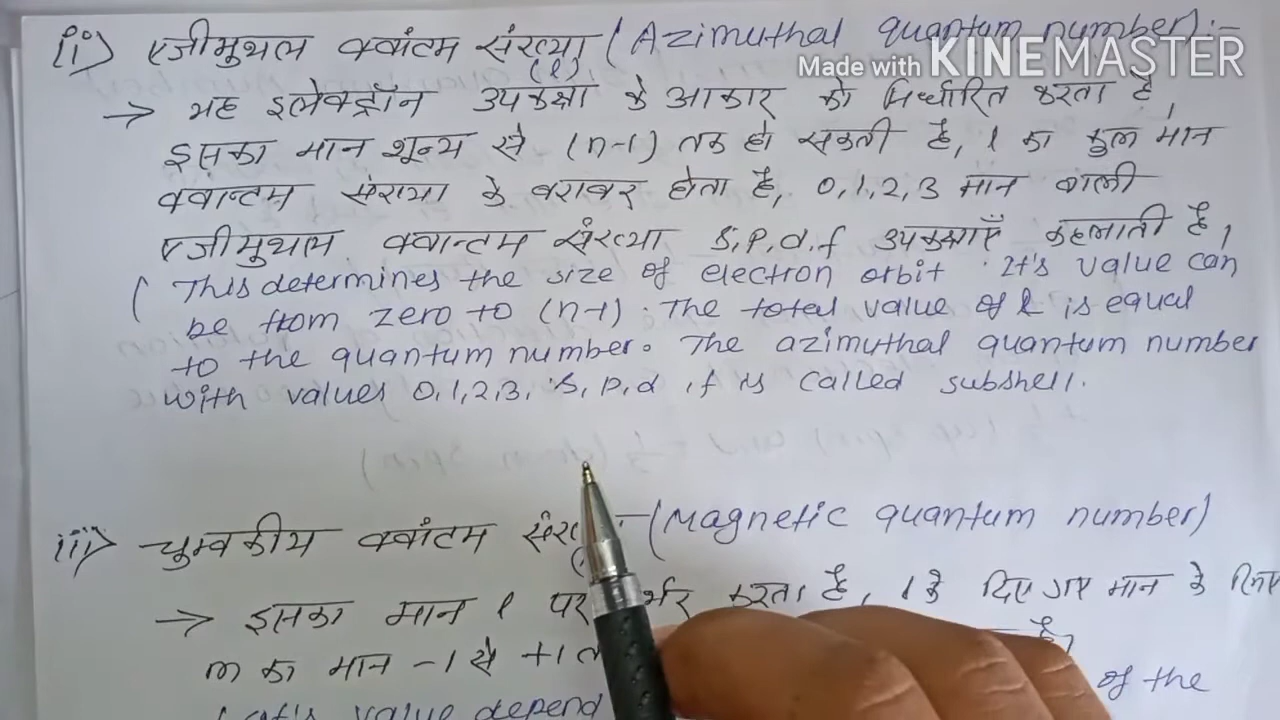 ii) एजीमुथल क्वांटम संख्या (Azimuthal quantum number):-
(l)
Made with KINEMASTER
→ यह इलेक्ट्रॉन उपकक्षा के आकार को निर्धारित करता है,
इसका मान शून्य से (n-1) तक हो सकती है, l का कुल मान
क्वान्टम संख्या के बराबर होता है, 0,1,2,3 मान वाली
एजीमुथल क्वान्टम संख्या s,p,d,f उपकक्षाएँ कहलाती है,
( This determines the size of electron orbit. It's value can
be from zero to (n-1). The total value of l is equal
to the quantum number. The azimuthal quantum number
with values 0,1,2,3, s,p,d,f is called subshell.
iii) चुम्बकीय क्वांटम :- (Magnetic quantum number)
→ इसका मान l पर करता है, l के दिए गए मान के लिए
m का मान -l से +l है,
(It's value depend of the